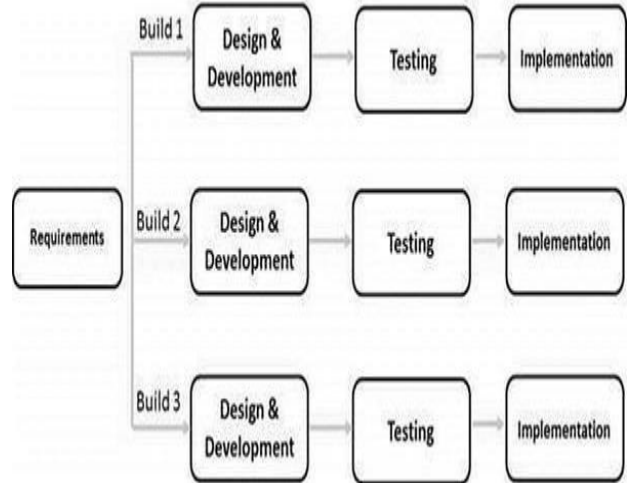 Build 1
Design &
Development
Testing
Implementation
Requirements
Build 2
Design &
Development
Testing
Implementation
Build 3
Design &
Development
Testing
Implementation